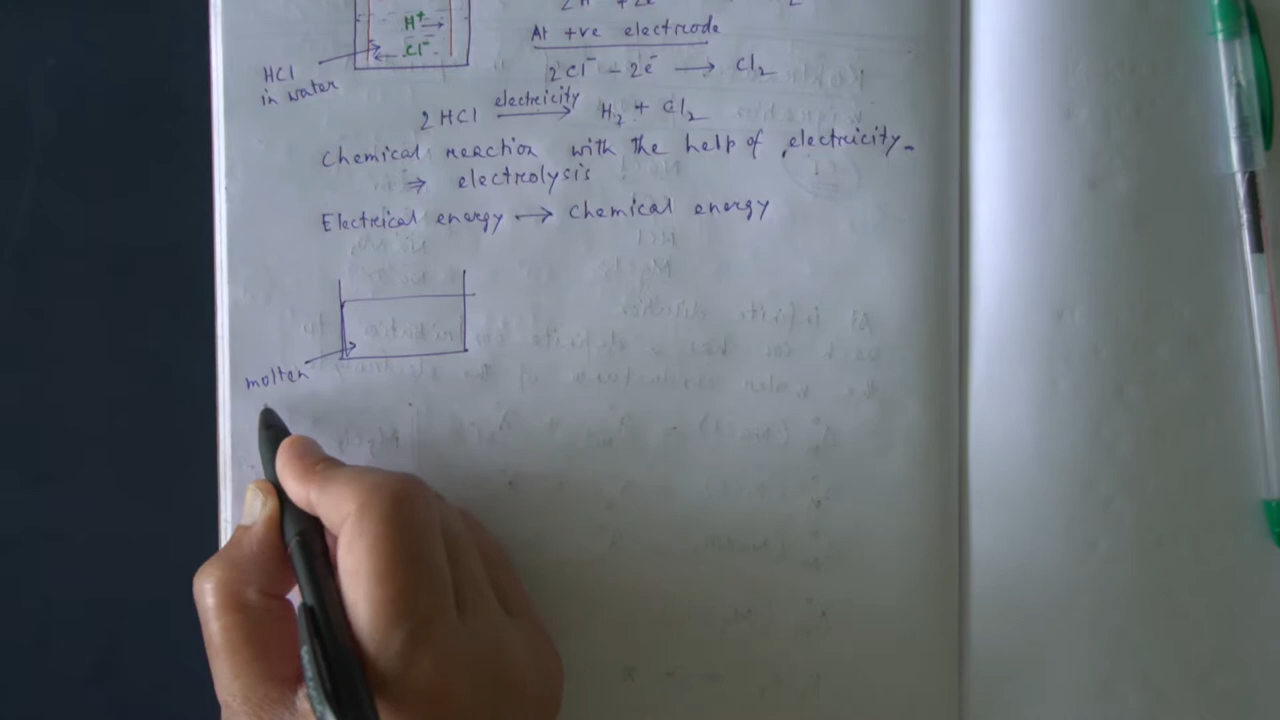 H⁺ →
← Cl⁻
HCl
in water
At +ve electrode
2Cl⁻ – 2e⁻ → Cl₂
2HCl electricity → H₂ + Cl₂
Chemical reaction with the help of electricity.
⇒ electrolysis
Electrical energy → Chemical energy
molten